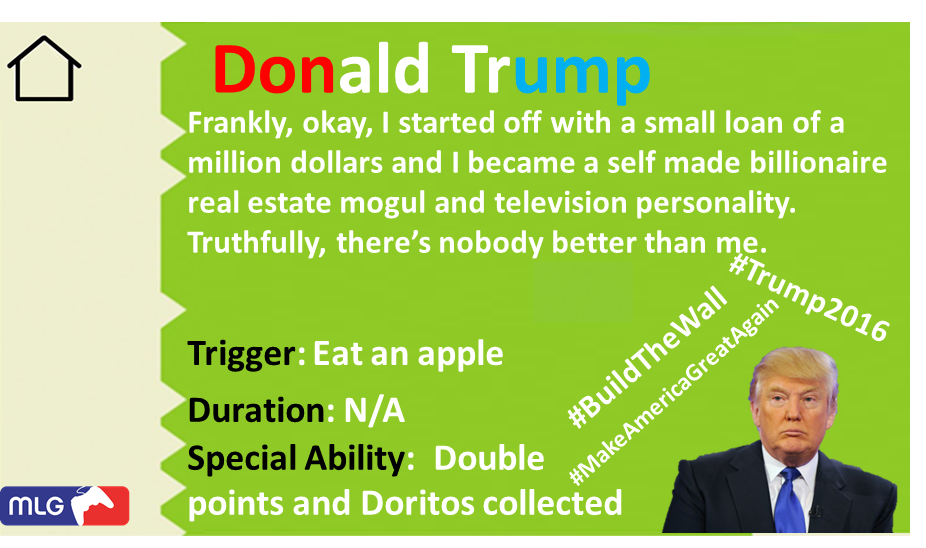 Donald Trump
Frankly, okay, I started off with a small loan of a
million dollars and I became a self made billionaire
real estate mogul and television personality.
Truthfully, there's nobody better than me.
#Trump2016
#BuildTheWall
#MakeAmericaGreatAgain
Trigger: Eat an apple
Duration: N/A
Special Ability: Double
points and Doritos collected
MLG